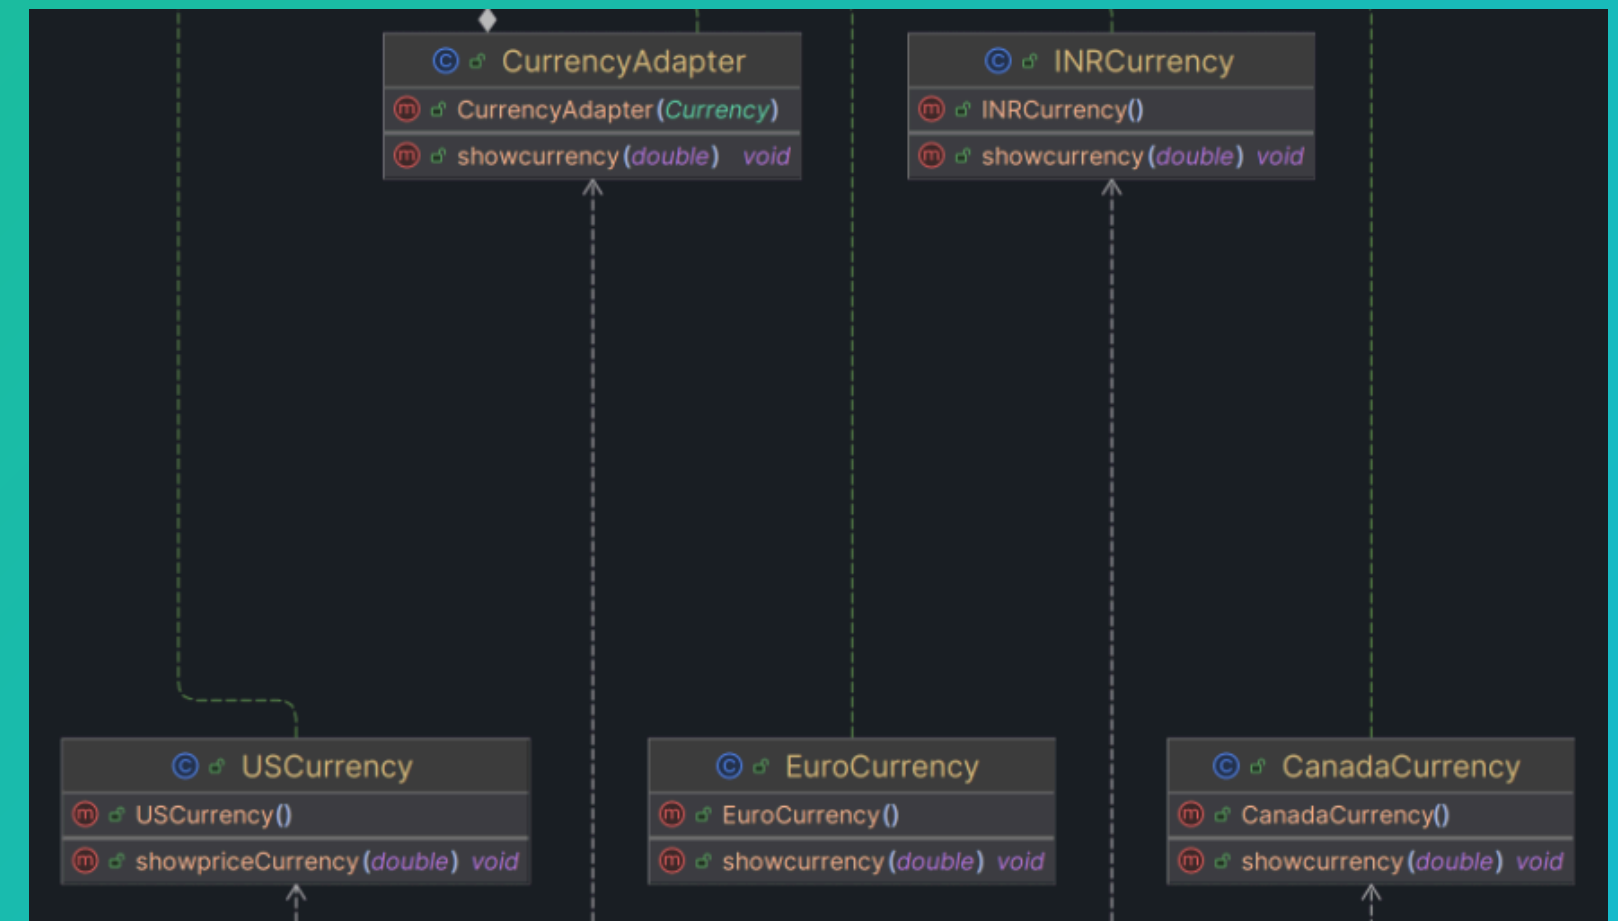 CurrencyAdapter
CurrencyAdapter(Currency)
showcurrency(double) void
INRCurrency
INRCurrency()
showcurrency(double) void
USCurrency
USCurrency()
showpriceCurrency(double) void
EuroCurrency
EuroCurrency()
showcurrency(double) void
CanadaCurrency
CanadaCurrency()
showcurrency(double) void